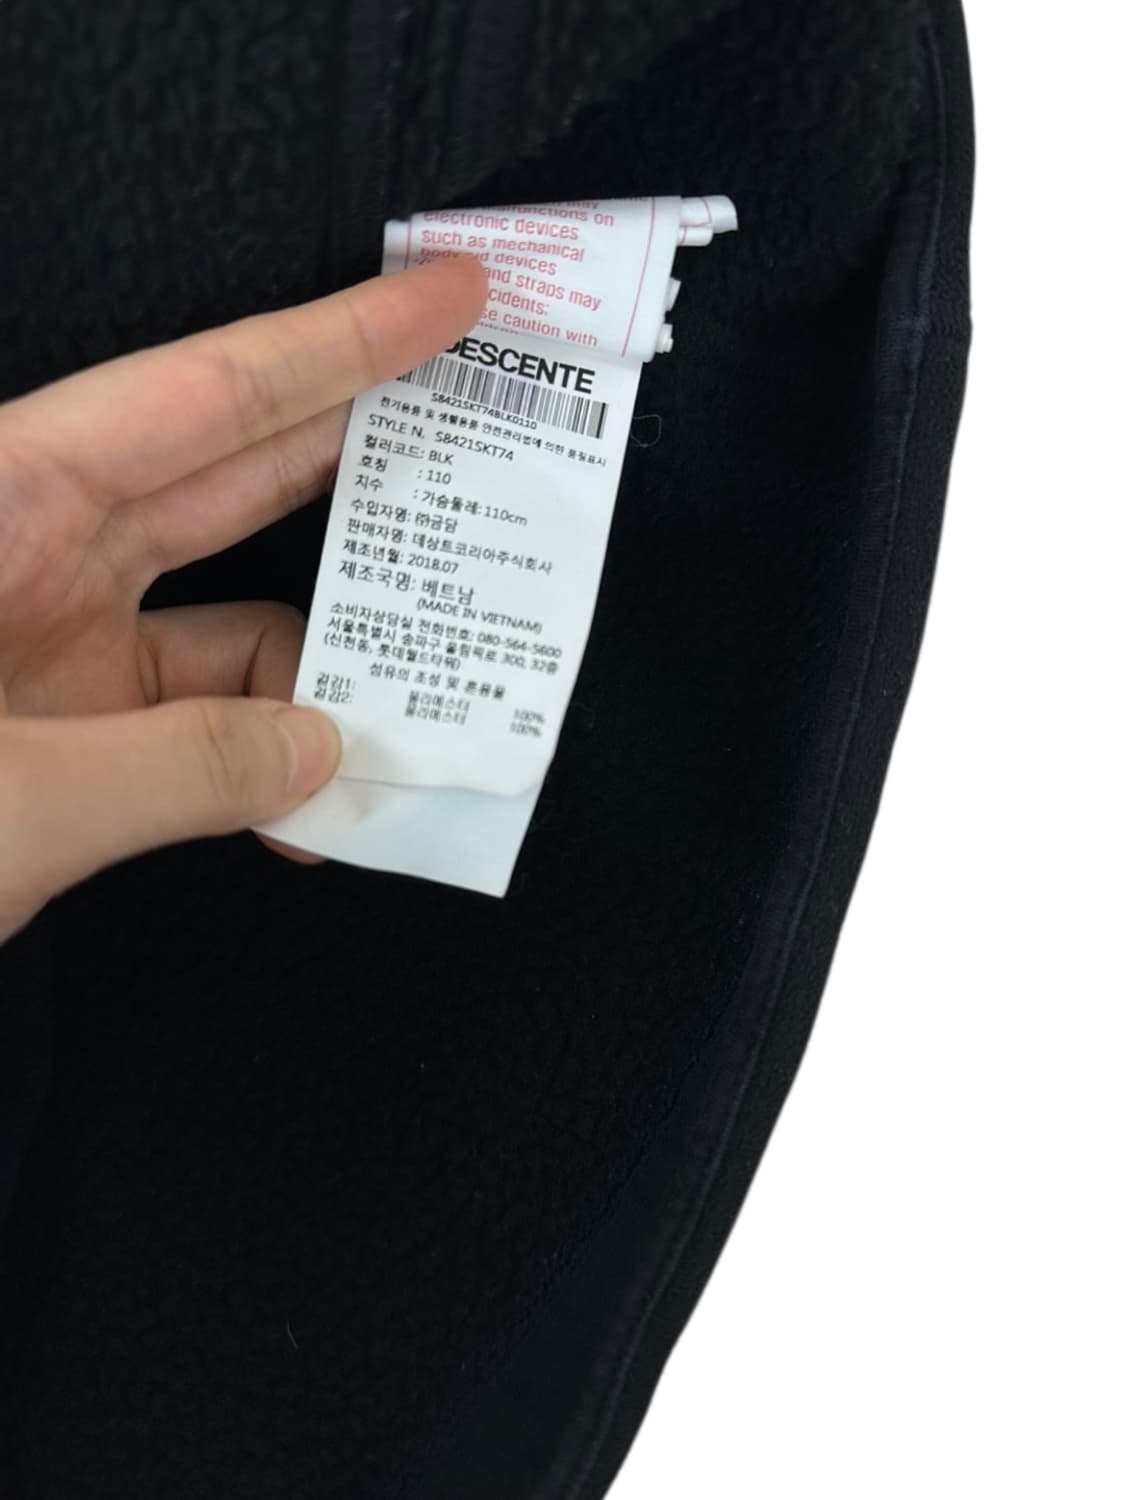 may
malfunctions on
electronic devices
such as mechanical
devices
and straps may
se caution with
DESCENTE
S8421SKT74BLK0110
전기용품 및 생활용품 안전관리법에 의한 품질표시
STYLE N. S8421SKT74
컬러코드: BLK
호칭 : 110
치수 : 가슴둘레: 110cm
수입자명: ㈜금담
판매자명: 데상트코리아주식회사
제조년월: 2018.07
제조국명: 베트남
(MADE IN VIETNAM)
소비자상담실 전화번호: 080-564-5600
서울특별시 송파구 올림픽로 300, 32층
(신천동, 롯데월드타워)
섬유의 조성 및 혼용율
겉감1: 폴리에스터 100%
겉감2: 폴리에스터 100%